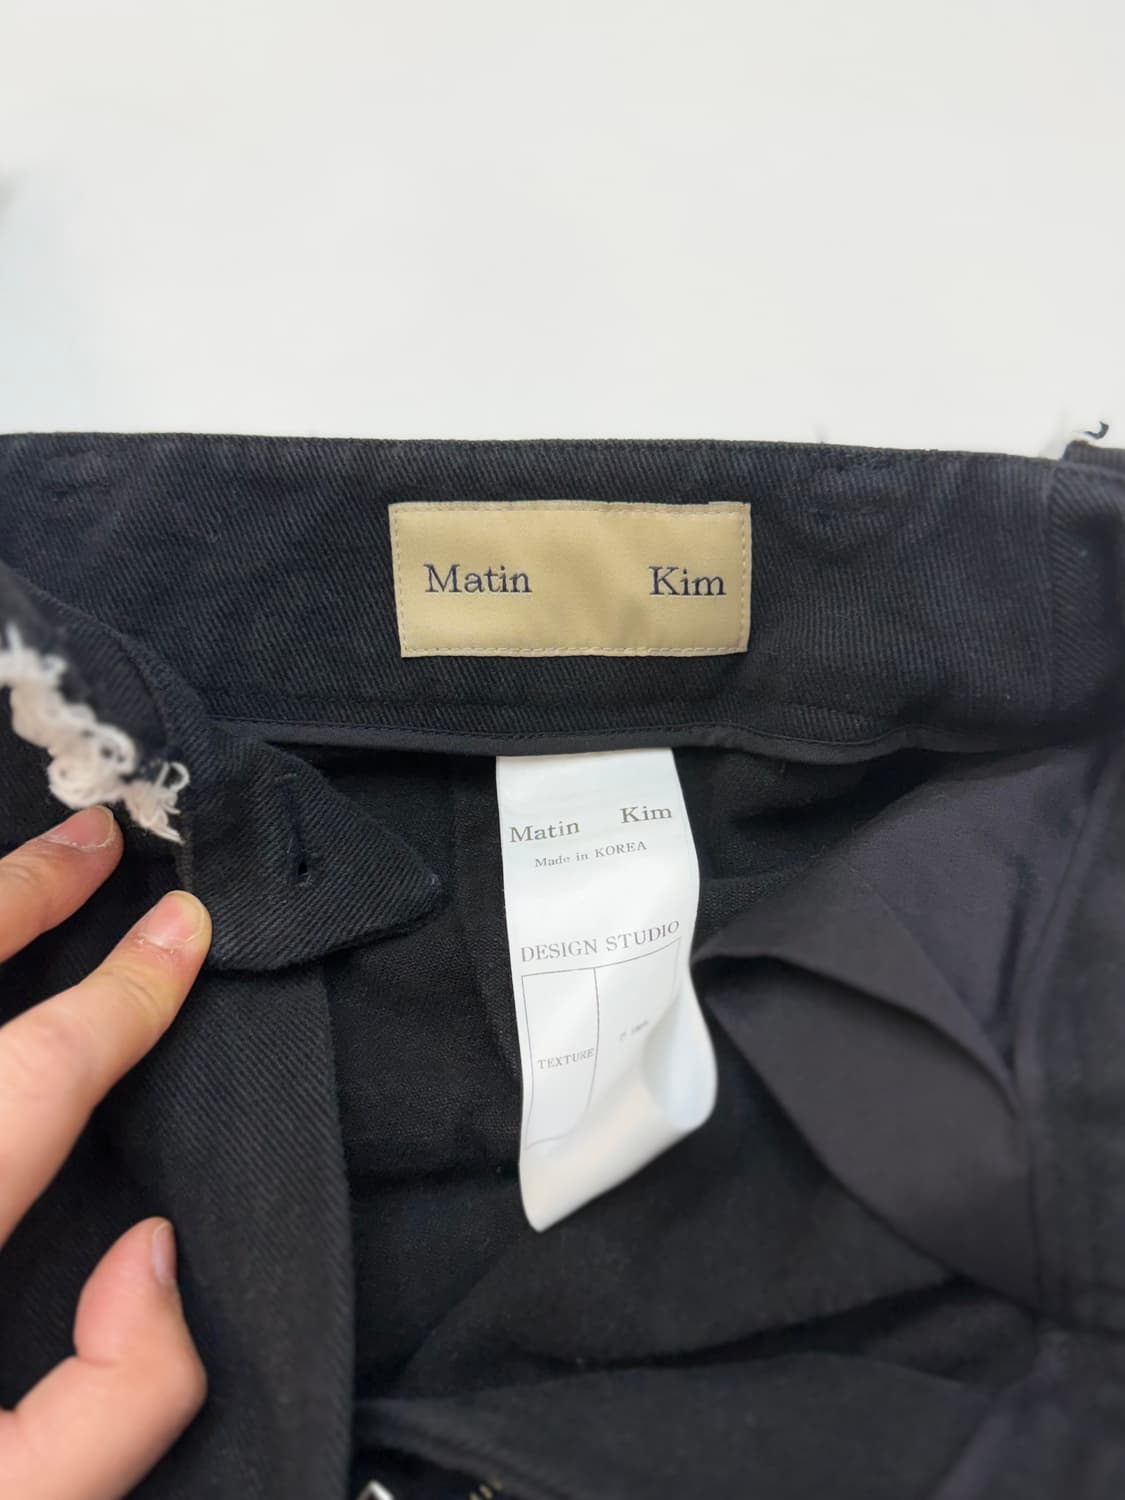 Matin Kim
Matin Kim
Made in KOREA
DESIGN STUDIO
TEXTURE